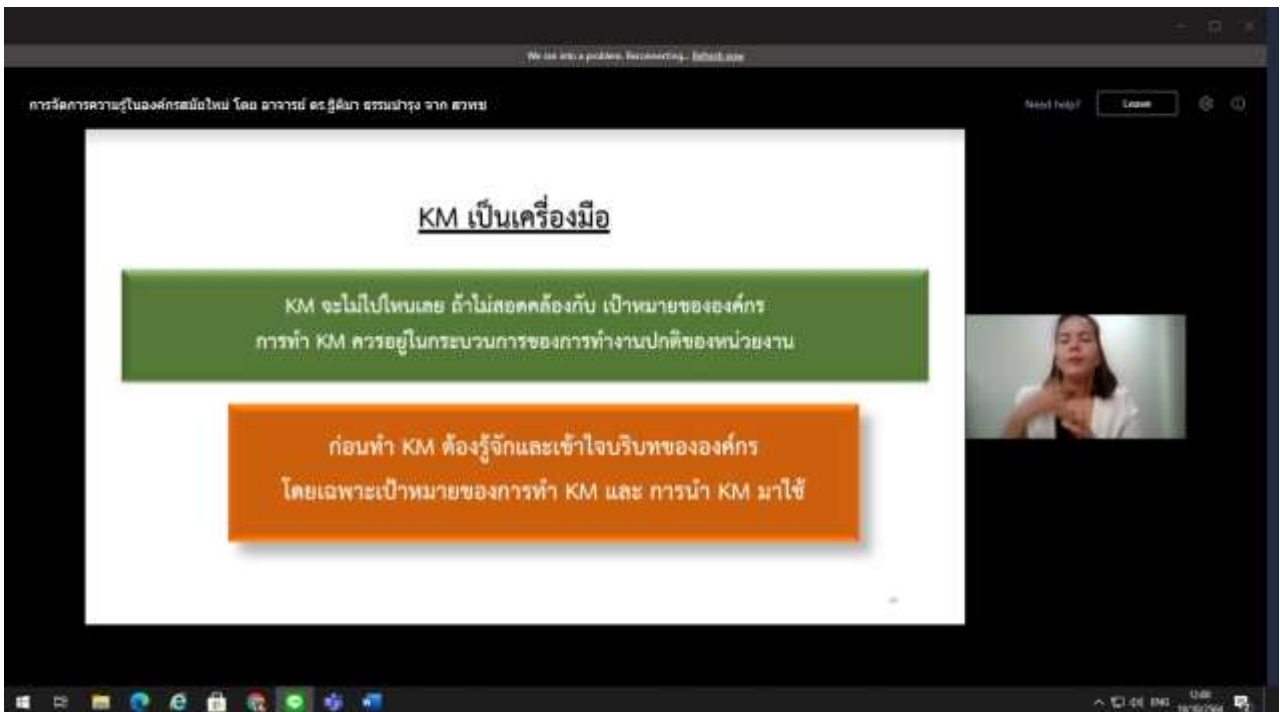 We ran into a problem. Reconnecting... Refresh now
การจัดการความรู้ในองค์กรสมัยใหม่ โดย อาจารย์ ดร.ฐิติมา ธรรมบำรุง จาก สวทช
Need help?
Leave
KM เป็นเครื่องมือ
KM จะไม่ไปไหนเลย ถ้าไม่สอดคล้องกับ เป้าหมายขององค์กร
การทำ KM ควรอยู่ในกระบวนการของการทำงานปกติของหน่วยงาน
ก่อนทำ KM ต้องรู้จักและเข้าใจบริบทขององค์กร
โดยเฉพาะเป้าหมายของการทำ KM และ การนำ KM มาใช้
ENG